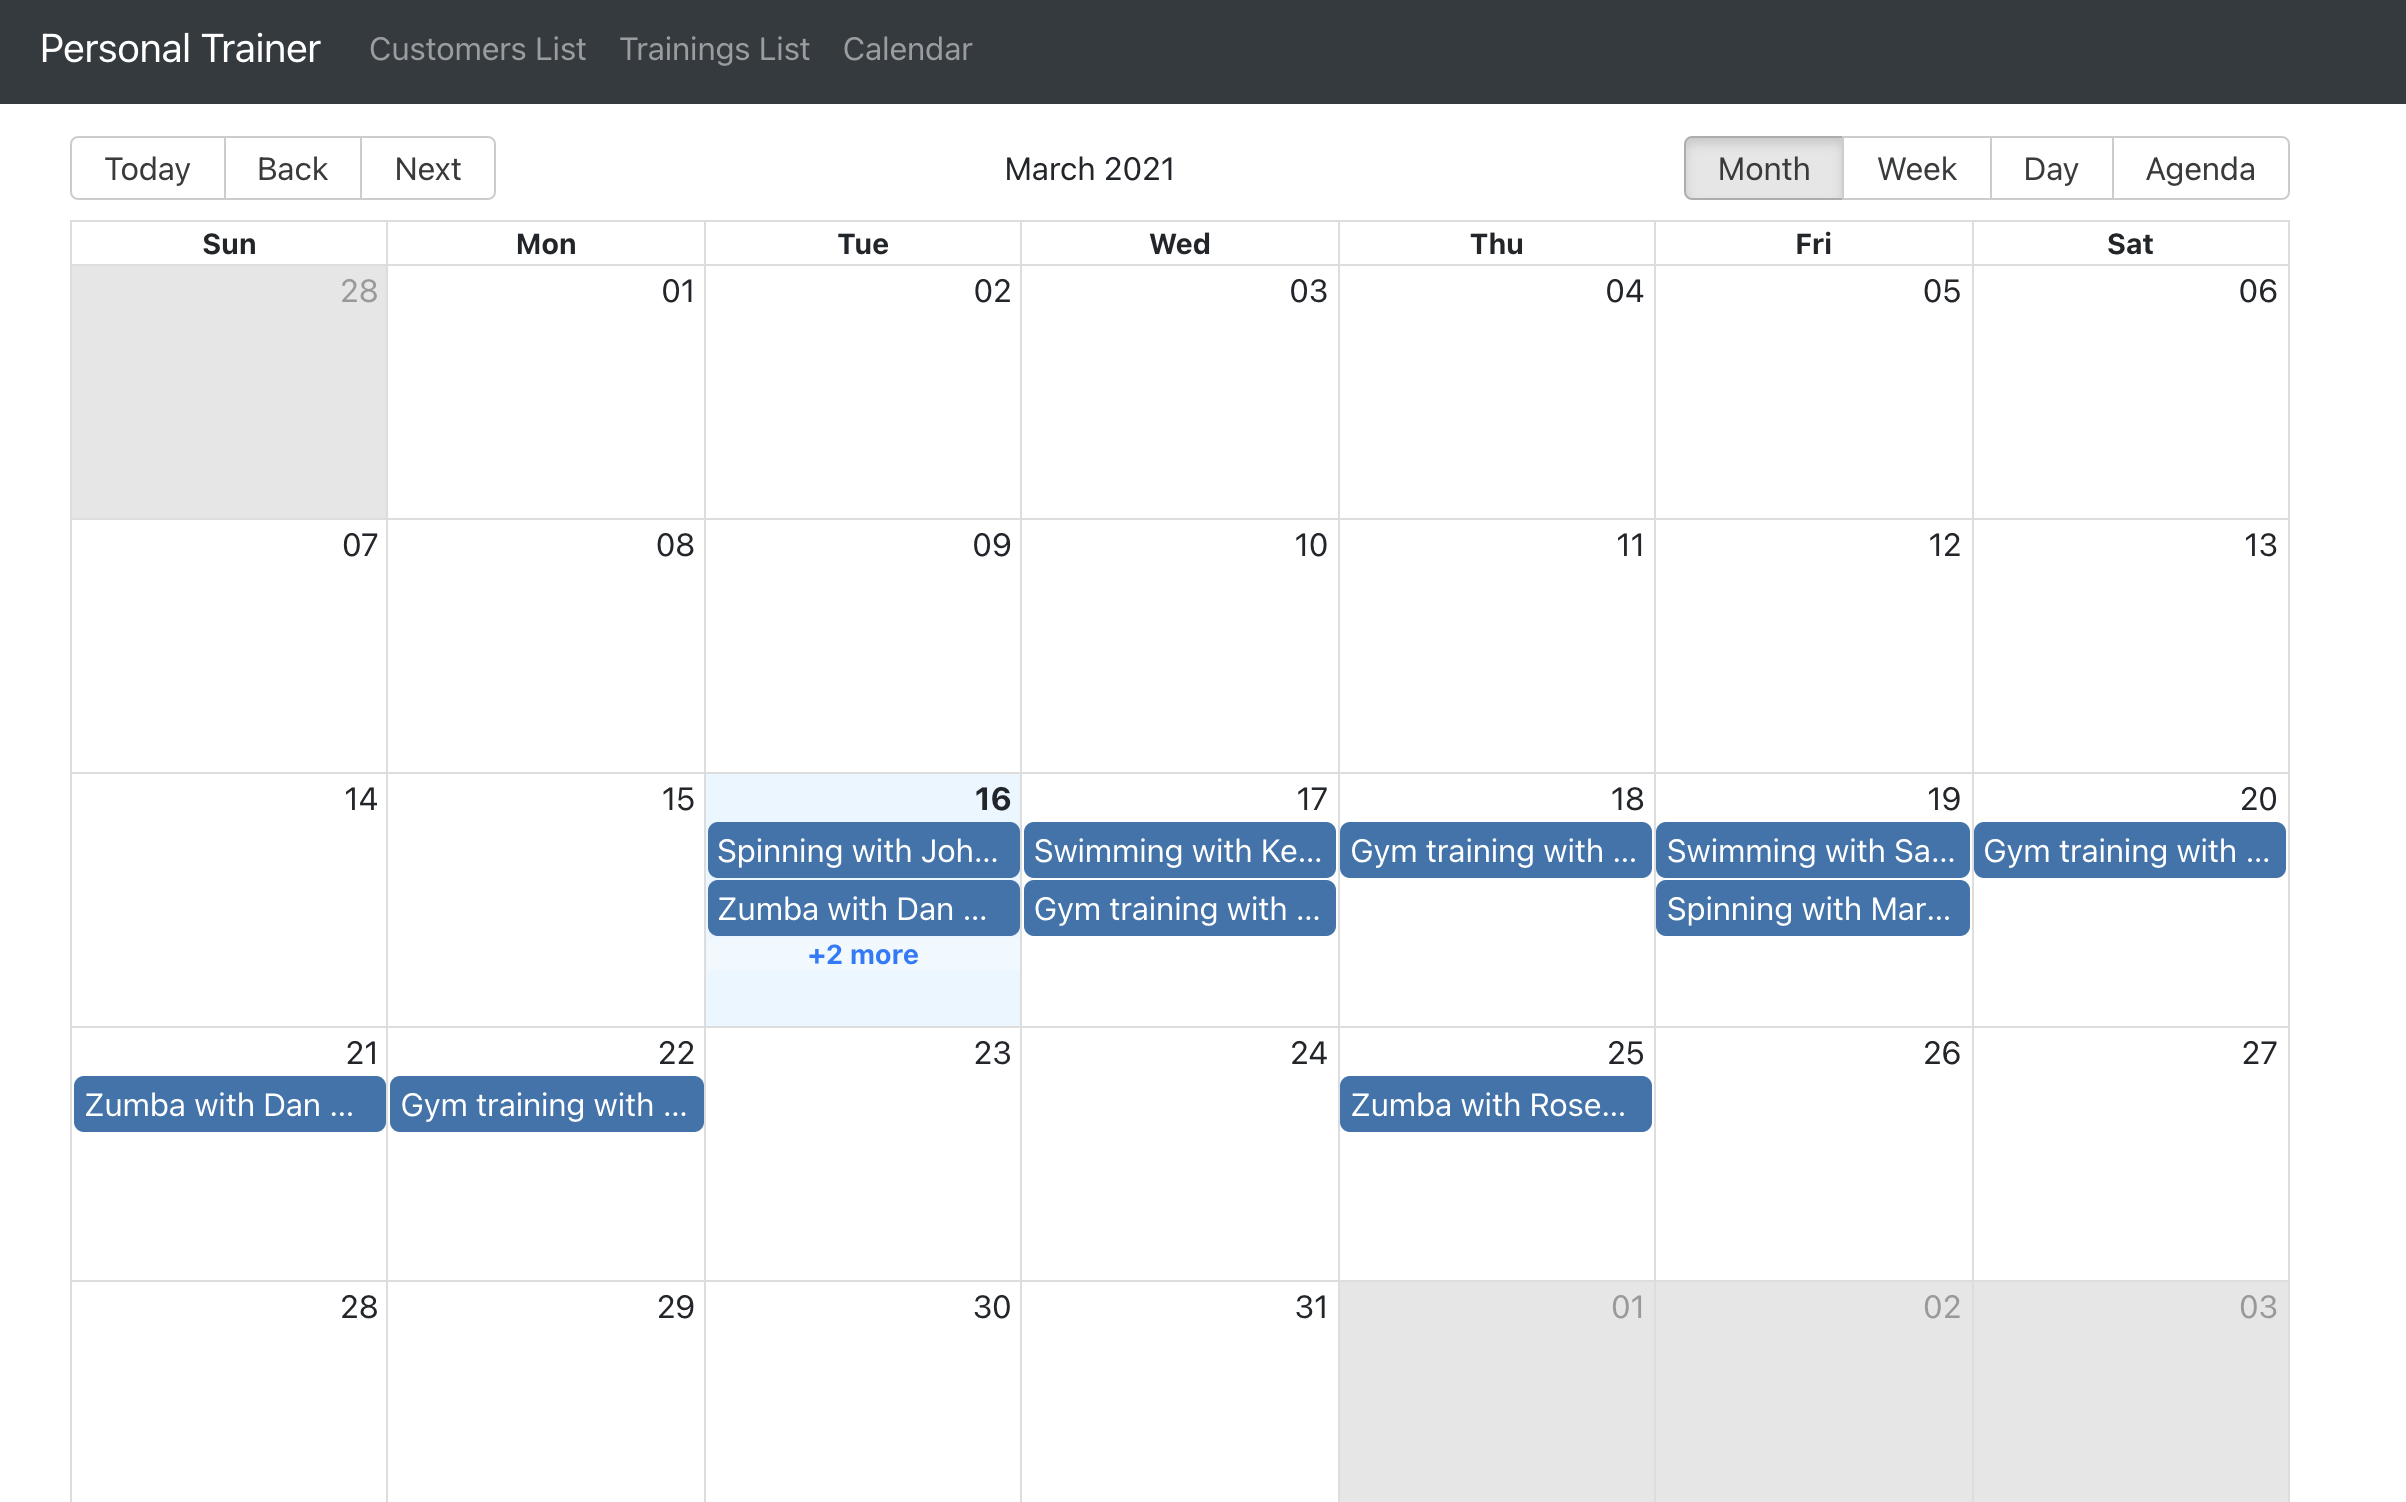 Personal Trainer Customers List Trainings List Calendar
Today Back Next March 2021 Month Week Day Agenda
Sun Mon Tue Wed Thu Fri Sat
28 01 02 03 04 05 06
07 08 09 10 11 12 13
14 15 16 17 18 19 20
Spinning with Joh... Swimming with Ke... Gym training with ... Swimming with Sa... Gym training with ...
Zumba with Dan ... Gym training with ... Spinning with Mar...
+2 more
21 22 23 24 25 26 27
Zumba with Dan ... Gym training with ... Zumba with Rose...
28 29 30 31 01 02 03